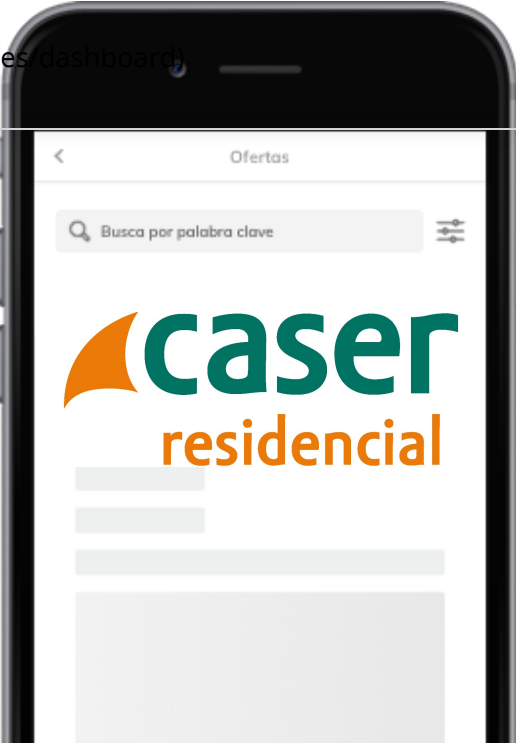 es/dashboard)
Ofertas
Busca por palabra clave
caser
residencial